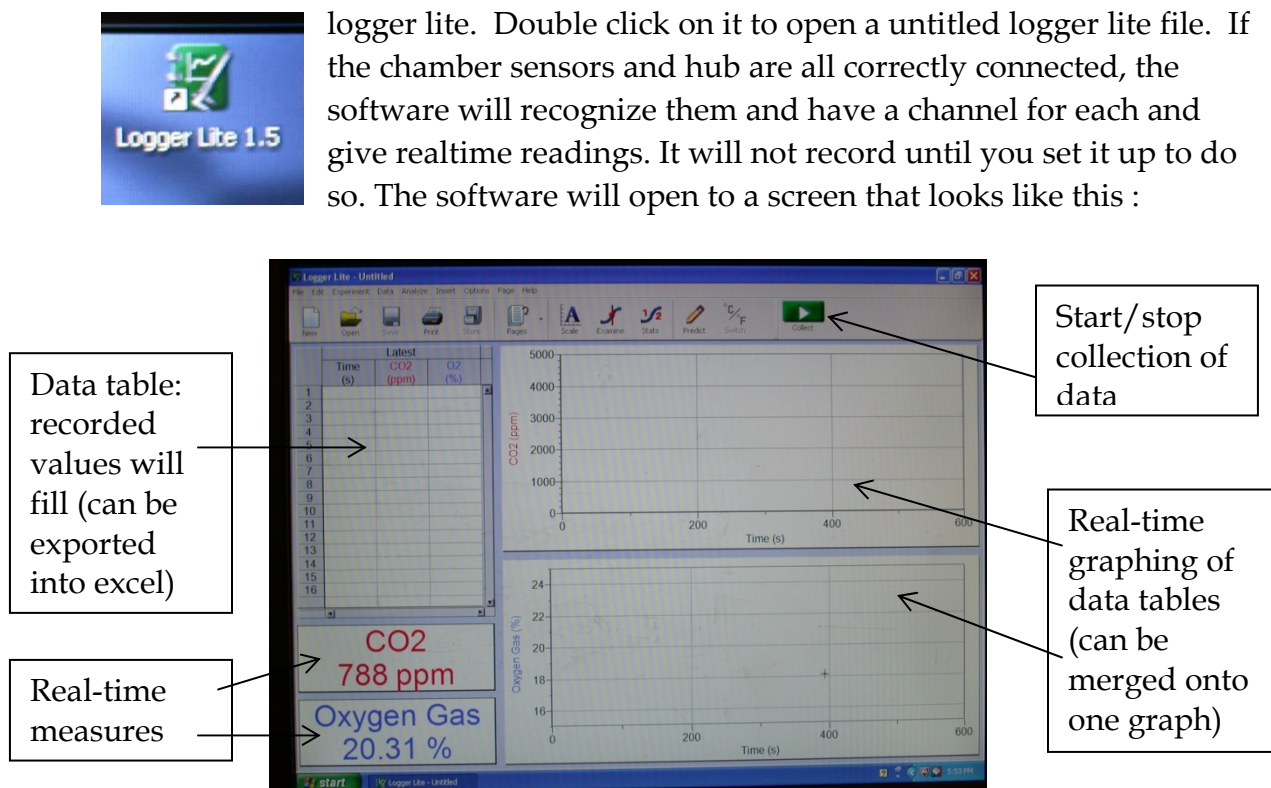 logger lite.  Double click on it to open a untitled logger lite file.  If
the chamber sensors and hub are all correctly connected, the
software will recognize them and have a channel for each and
give realtime readings. It will not record until you set it up to do
so. The software will open to a screen that looks like this :
Logger Lite 1.5
Logger Lite - Untitled
File Edit Experiment Data Analyze Insert Options Page Help
New Open Save Print Store Pages Scale Examine Stats Predict °C/°F Switch Collect
Start/stop
collection of
data
Data table:
recorded
values will
fill (can be
exported
into excel)
Latest
Time CO2 O2
(s) (ppm) (%)
1
2
3
4
5
6
7
8
9
10
11
12
13
14
15
16
5000
4000
3000
2000
1000
0
CO2 (ppm)
0 200 400 600
Time (s)
Real-time
graphing of
data tables
(can be
merged onto
one graph)
24
22
20
18
16
Oxygen Gas (%)
0 200 400 600
Time (s)
Real-time
measures
CO2
788 ppm
Oxygen Gas
20.31 %
start Logger Lite - Untitled 5:53 PM